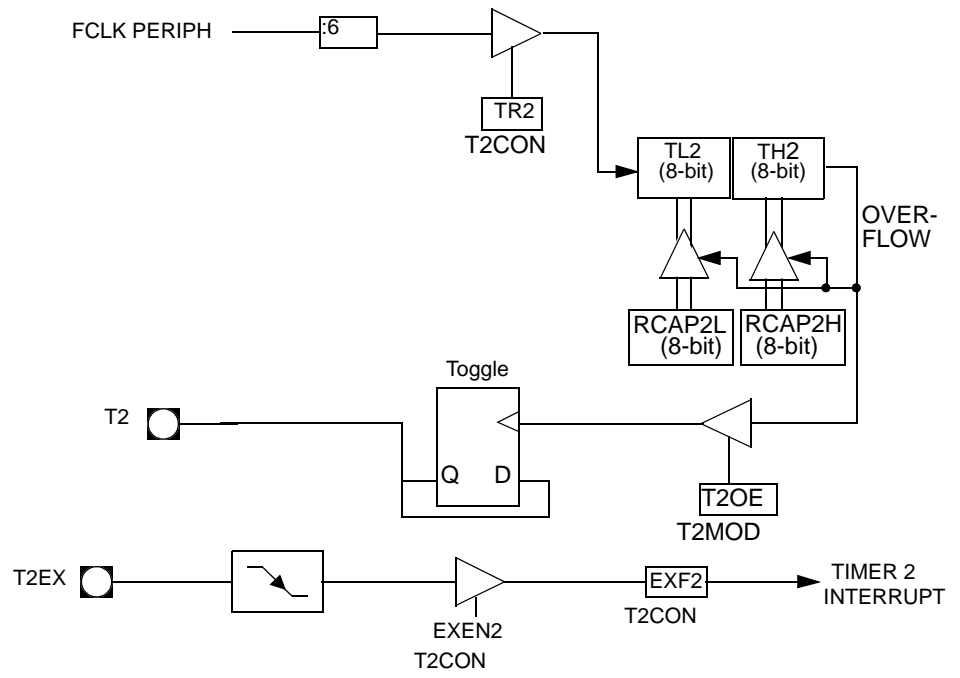 FCLK PERIPH
:6
TR2
T2CON
TL2
(8-bit)
TH2
(8-bit)
OVER-
FLOW
RCAP2L
(8-bit)
RCAP2H
(8-bit)
Toggle
T2
Q D
T2OE
T2MOD
T2EX
EXEN2
T2CON
EXF2
T2CON
TIMER 2
INTERRUPT